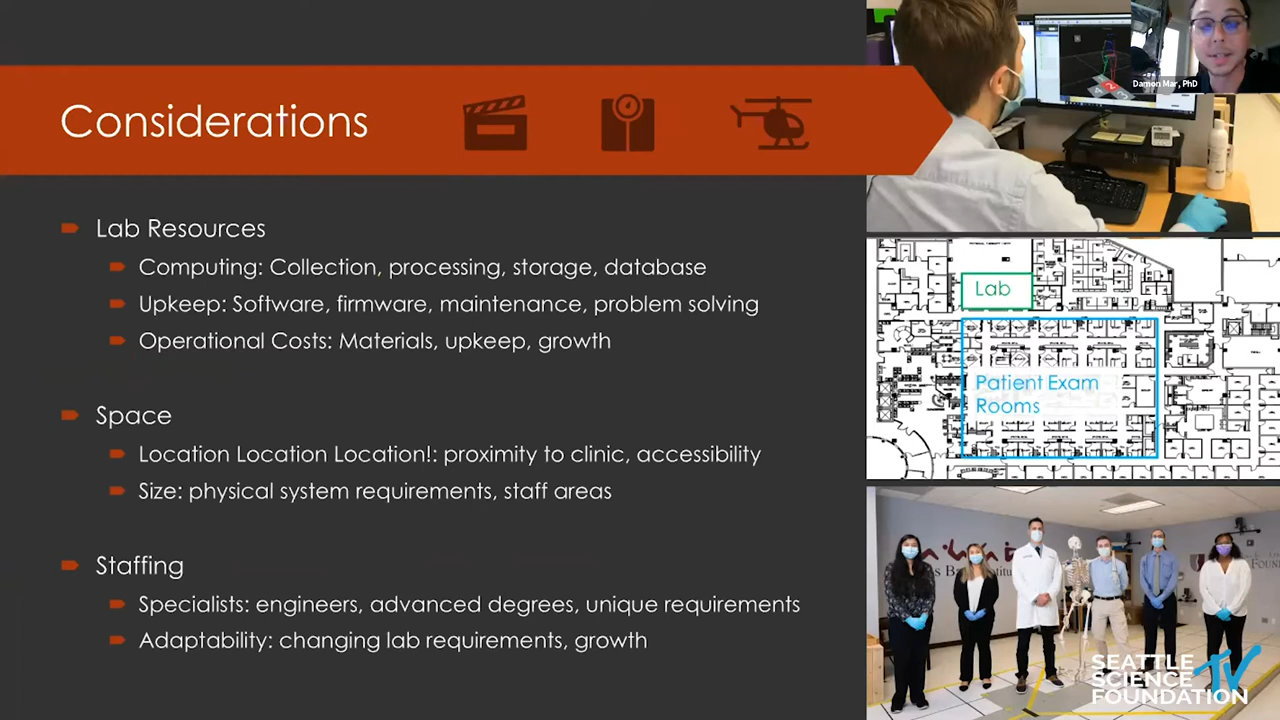 Considerations
Lab Resources
Computing: Collection, processing, storage, database
Upkeep: Software, firmware, maintenance, problem solving
Operational Costs: Materials, upkeep, growth
Space
Location Location Location!: proximity to clinic, accessibility
Size: physical system requirements, staff areas
Staffing
Specialists: engineers, advanced degrees, unique requirements
Adaptability: changing lab requirements, growth
Damon Mar, PhD
Lab
Patient Exam
Rooms
SEATTLE
SCIENCE
FOUNDATION
TV